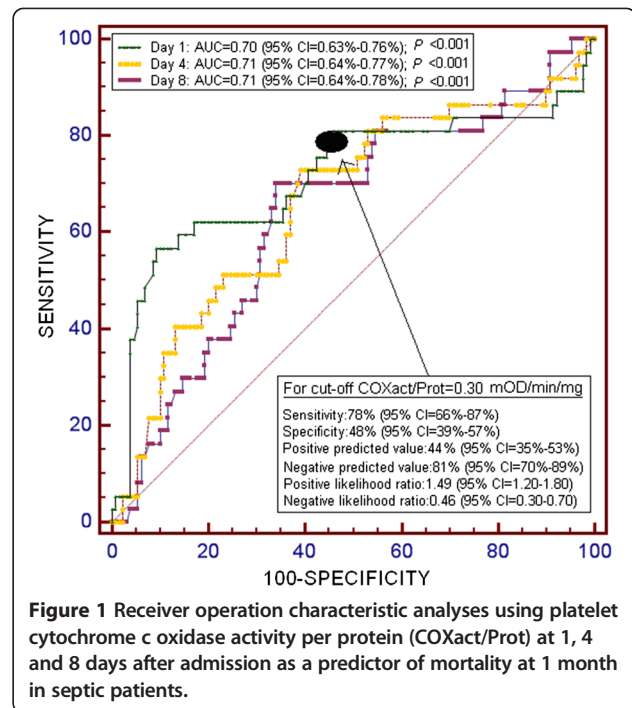 100
80
60
40
20
0
SENSITIVITY
Day 1: AUC=0.70 (95% CI=0.63%-0.76%); P <0.001
Day 4: AUC=0.71 (95% CI=0.64%-0.77%); P <0.001
Day 8: AUC=0.71 (95% CI=0.64%-0.78%); P <0.001
For cut-off COXact/Prot=0.30 mOD/min/mg
Sensitivity:78% (95% CI=66%-87%)
Specificity:48% (95% CI=39%-57%)
Positive predicted value:44% (95% CI=35%-53%)
Negative predicted value:81% (95% CI=70%-89%)
Positive likelihood ratio:1.49 (95% CI=1.20-1.80)
Negative likelihood ratio:0.46 (95% CI=0.30-0.70)
0 20 40 60 80 100
100-SPECIFICITY
Figure 1 Receiver operation characteristic analyses using platelet
cytochrome c oxidase activity per protein (COXact/Prot) at 1, 4
and 8 days after admission as a predictor of mortality at 1 month
in septic patients.